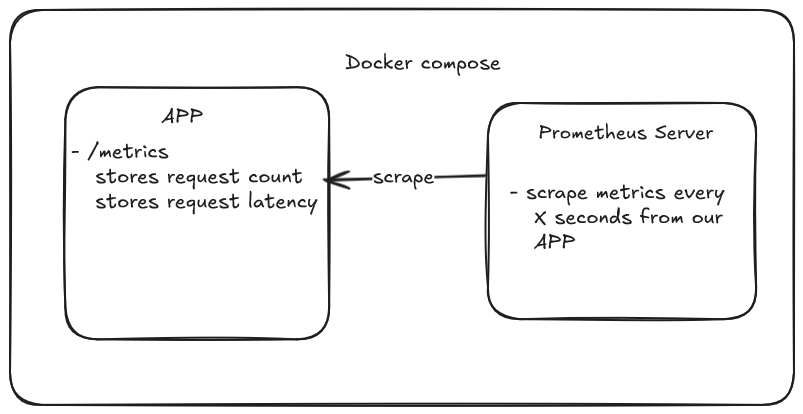 Docker compose
APP
- /metrics
stores request count
stores request latency
scrape
Prometheus Server
- scrape metrics every
X seconds from our
APP